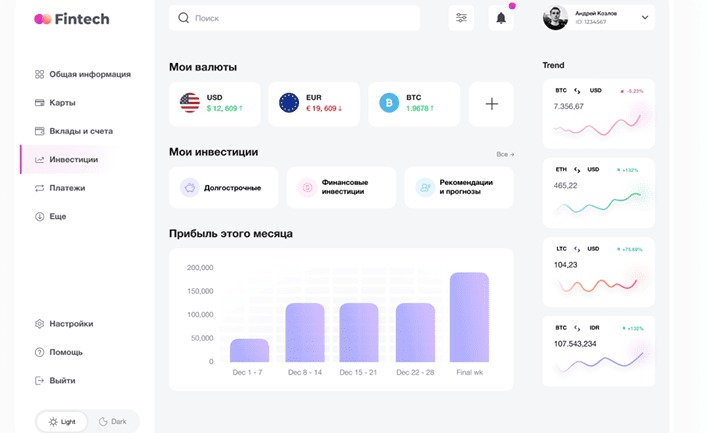 Fintech
Общая информация
Карты
Вклады и счета
Инвестиции
Платежи
Еще
Настройки
Помощь
Выйти
Light
Dark
Поиск
Андрей Козлов
ID: 1234567
Мои валюты
USD
$ 12, 609 ↑
EUR
€ 19, 609 ↓
BTC
1.9678 ↑
Мои инвестиции
Все →
Долгострочные
Финансовые
инвестиции
Рекомендации
и прогнозы
Прибыль этого месяца
200,000
150,000
100,000
50,000
0
Dec 1 - 7
Dec 8 - 14
Dec 15 - 21
Dec 22 - 28
Final wk
Trend
BTC USD -5.23%
7.356,67
ETH USD +132%
465,22
LTC USD
104,23
BTC IDR +132%
107.543,234